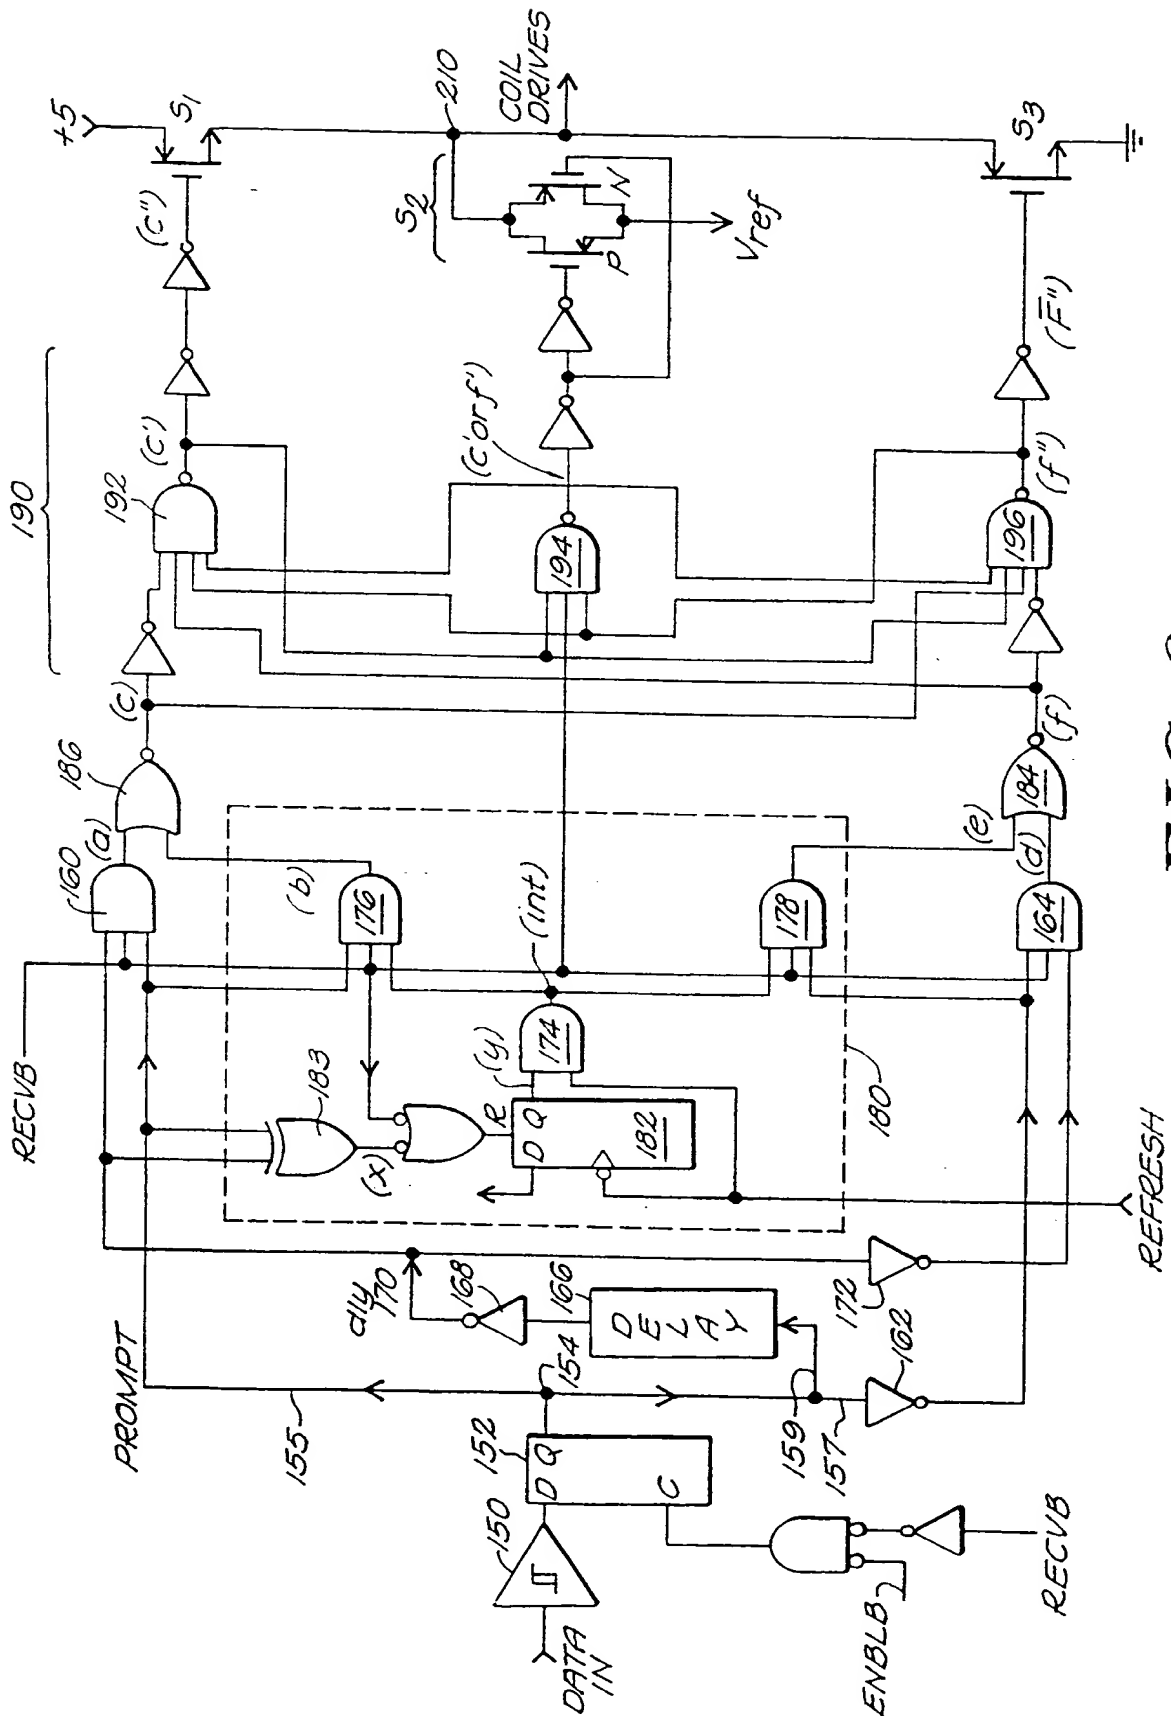 +5
S1
(c'')
190
(c')
192
(c)
186
(a)
160
RECVB
PROMPT
155
210
COIL
DRIVES
S2
N
P
Vref
(c'orf')
194
(b)
176
(int)
183
(x)
(y)
174
R
D Q
182
180
dly
170
168
166
DELAY
154
152
D Q
C
150
DATA
IN
159
157
162
172
ENBLB
RECVB
REFRESH
S3
(F̅'')
(f'')
196
(f)
184
(e)
(d)
178
164